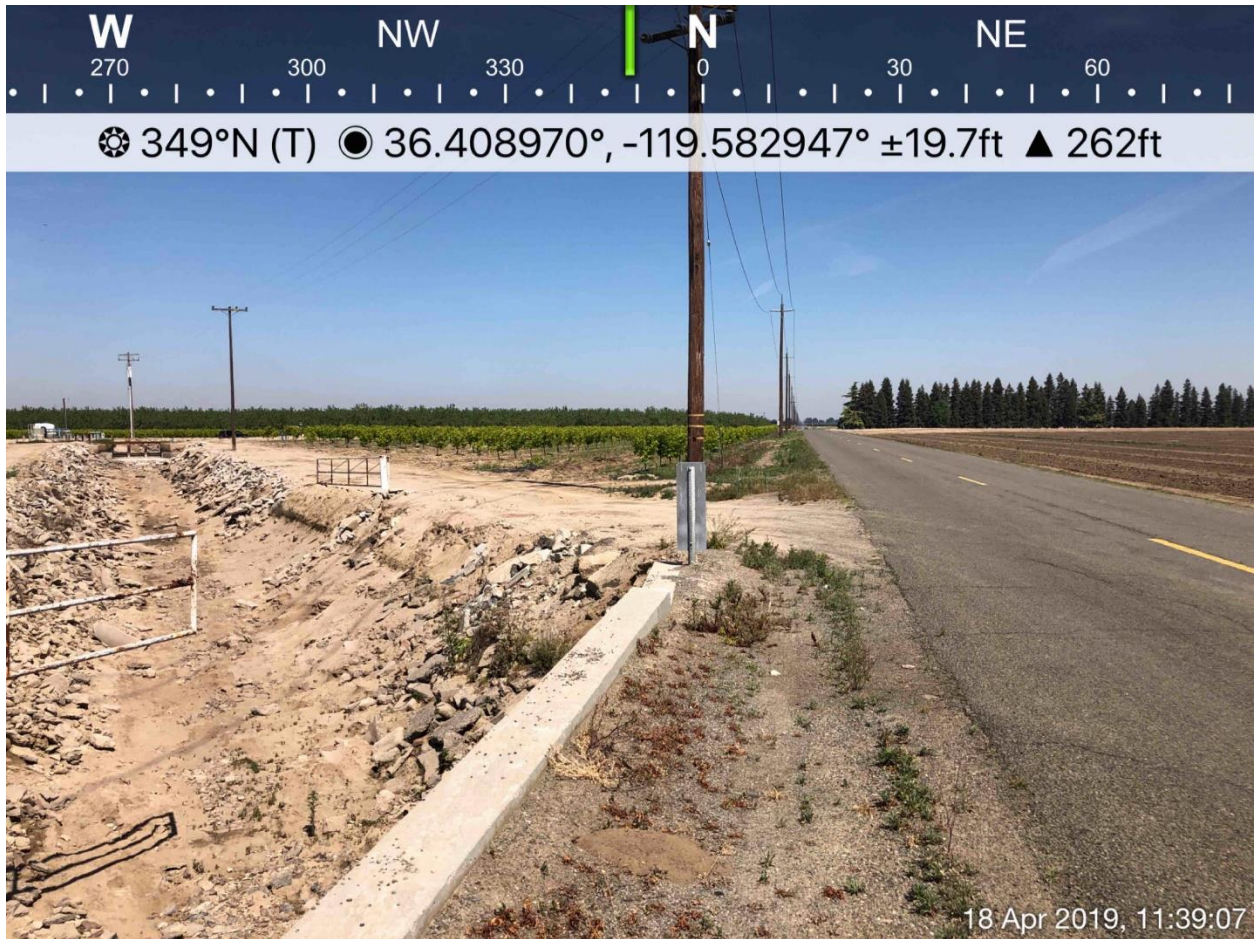 W NW N NE
270 300 330 0 30 60
349°N (T) 36.408970°, -119.582947° ±19.7ft ▲ 262ft
18 Apr 2019, 11:39:07